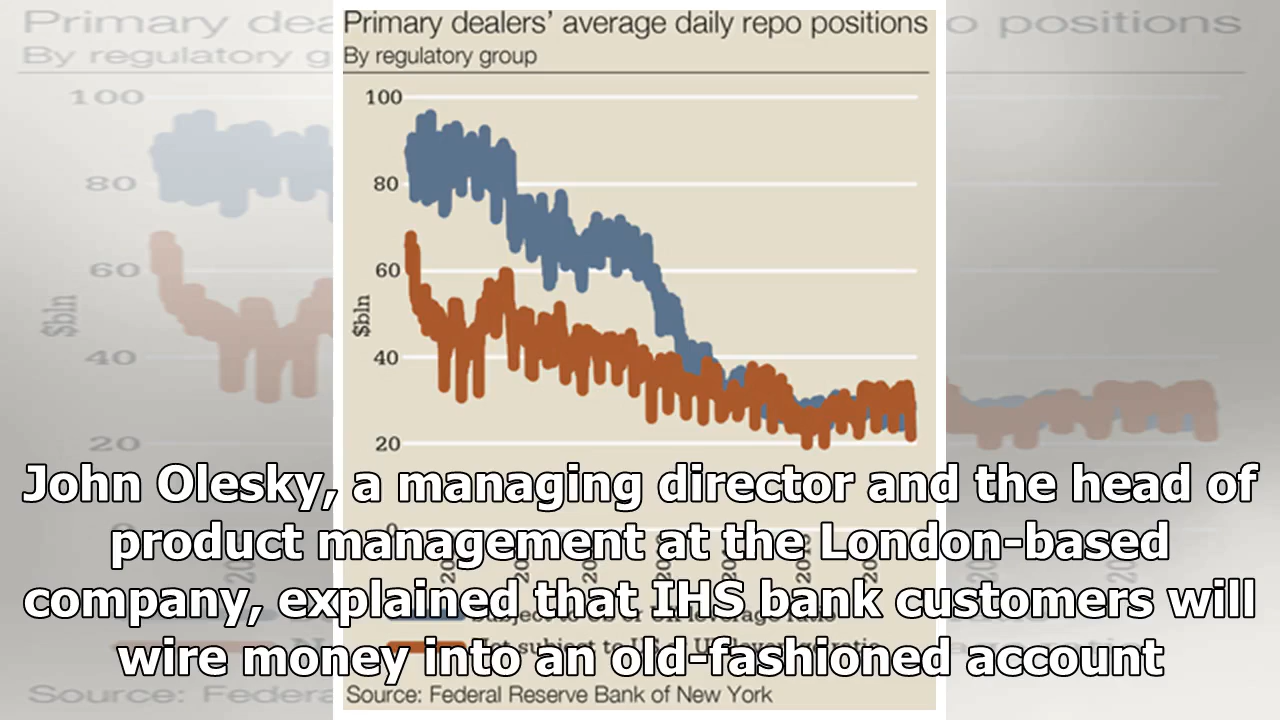 Primary dealers' average daily repo positions
By regulatory group
100
80
60
$bln
40
20
0
John Olesky, a managing director and the head of
product management at the London-based
company, explained that IHS bank customers will
wire money into an old-fashioned account
Source: Federal Reserve Bank of New York